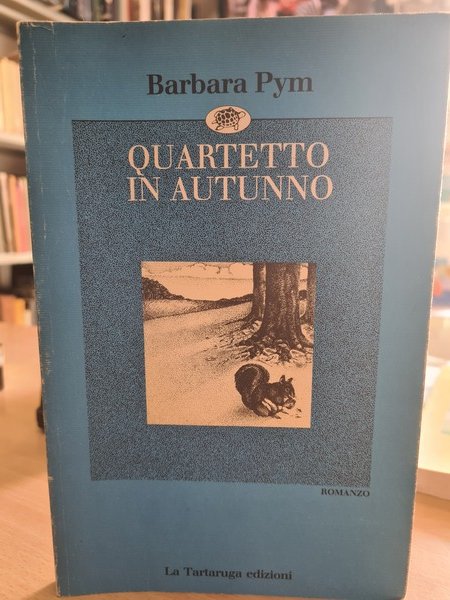 Barbara Pym
QUARTETTO
IN AUTUNNO
ROMANZO
La Tartaruga edizioni